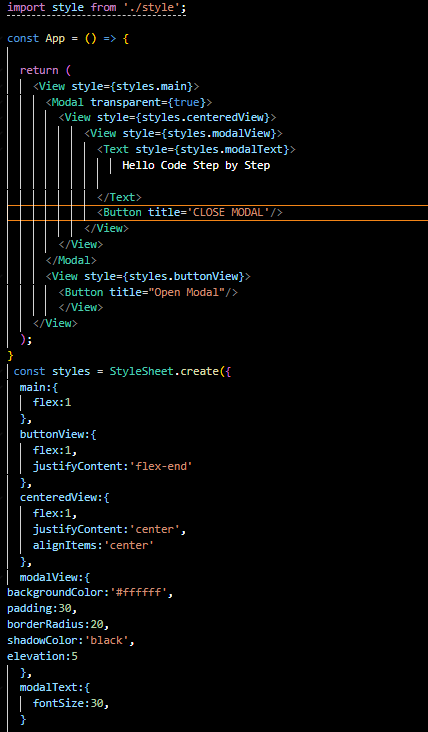 import style from './style';
const App = () => {
return (
<View style={styles.main}>
<Modal transparent={true}>
<View style={styles.centeredView}>
<View style={styles.modalView}>
<Text style={styles.modalText}>
Hello Code Step by Step
</Text>
<Button title='CLOSE MODAL'/>
</View>
</View>
</Modal>
<View style={styles.buttonView}>
<Button title="Open Modal"/>
</View>
</View>
);
}
const styles = StyleSheet.create({
main:{
flex:1
},
buttonView:{
flex:1,
justifyContent:'flex-end'
},
centeredView:{
flex:1,
justifyContent:'center',
alignItems:'center'
},
modalView:{
backgroundColor:'#ffffff',
padding:30,
borderRadius:20,
shadowColor:'black',
elevation:5
},
modalText:{
fontSize:30,
}